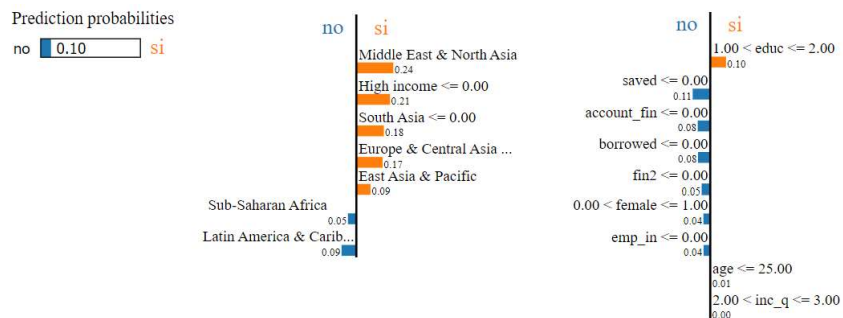 Prediction probabilities
no 0.10 si
no si
Middle East & North Asia
0.24
High income <= 0.00
0.21
South Asia <= 0.00
0.18
Europe & Central Asia ...
0.17
East Asia & Pacific
0.09
Sub-Saharan Africa
0.05
Latin America & Carib...
0.09
no si
1.00 < educ <= 2.00
0.10
saved <= 0.00
0.11
account_fin <= 0.00
0.08
borrowed <= 0.00
0.08
fin2 <= 0.00
0.05
0.00 < female <= 1.00
0.04
emp_in <= 0.00
0.04
age <= 25.00
0.01
2.00 < inc_q <= 3.00
0.00